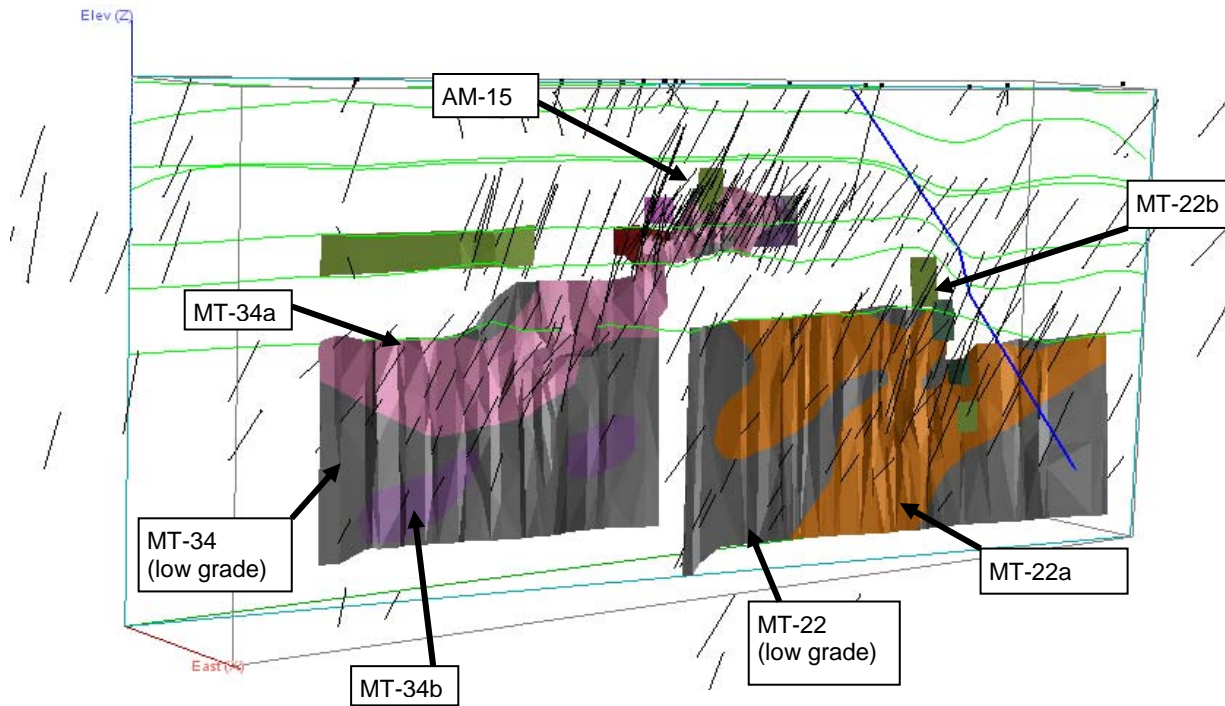 Elev (Z)
AM-15
MT-22b
MT-34a
MT-34
(low grade)
MT-22a
MT-22
(low grade)
East (X)
MT-34b